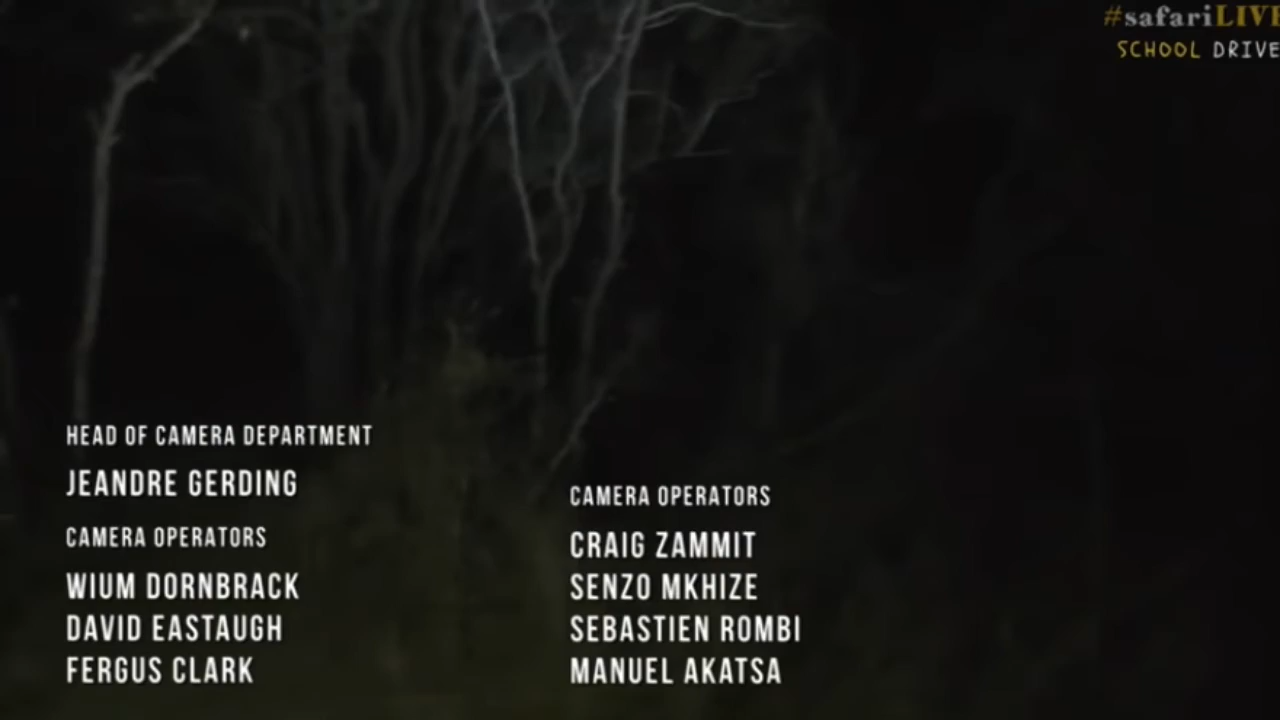 #safariLIVE
SCHOOL DRIVE
HEAD OF CAMERA DEPARTMENT
JEANDRE GERDING
CAMERA OPERATORS
WIUM DORNBRACK
DAVID EASTAUGH
FERGUS CLARK
CAMERA OPERATORS
CRAIG ZAMMIT
SENZO MKHIZE
SEBASTIEN ROMBI
MANUEL AKATSA